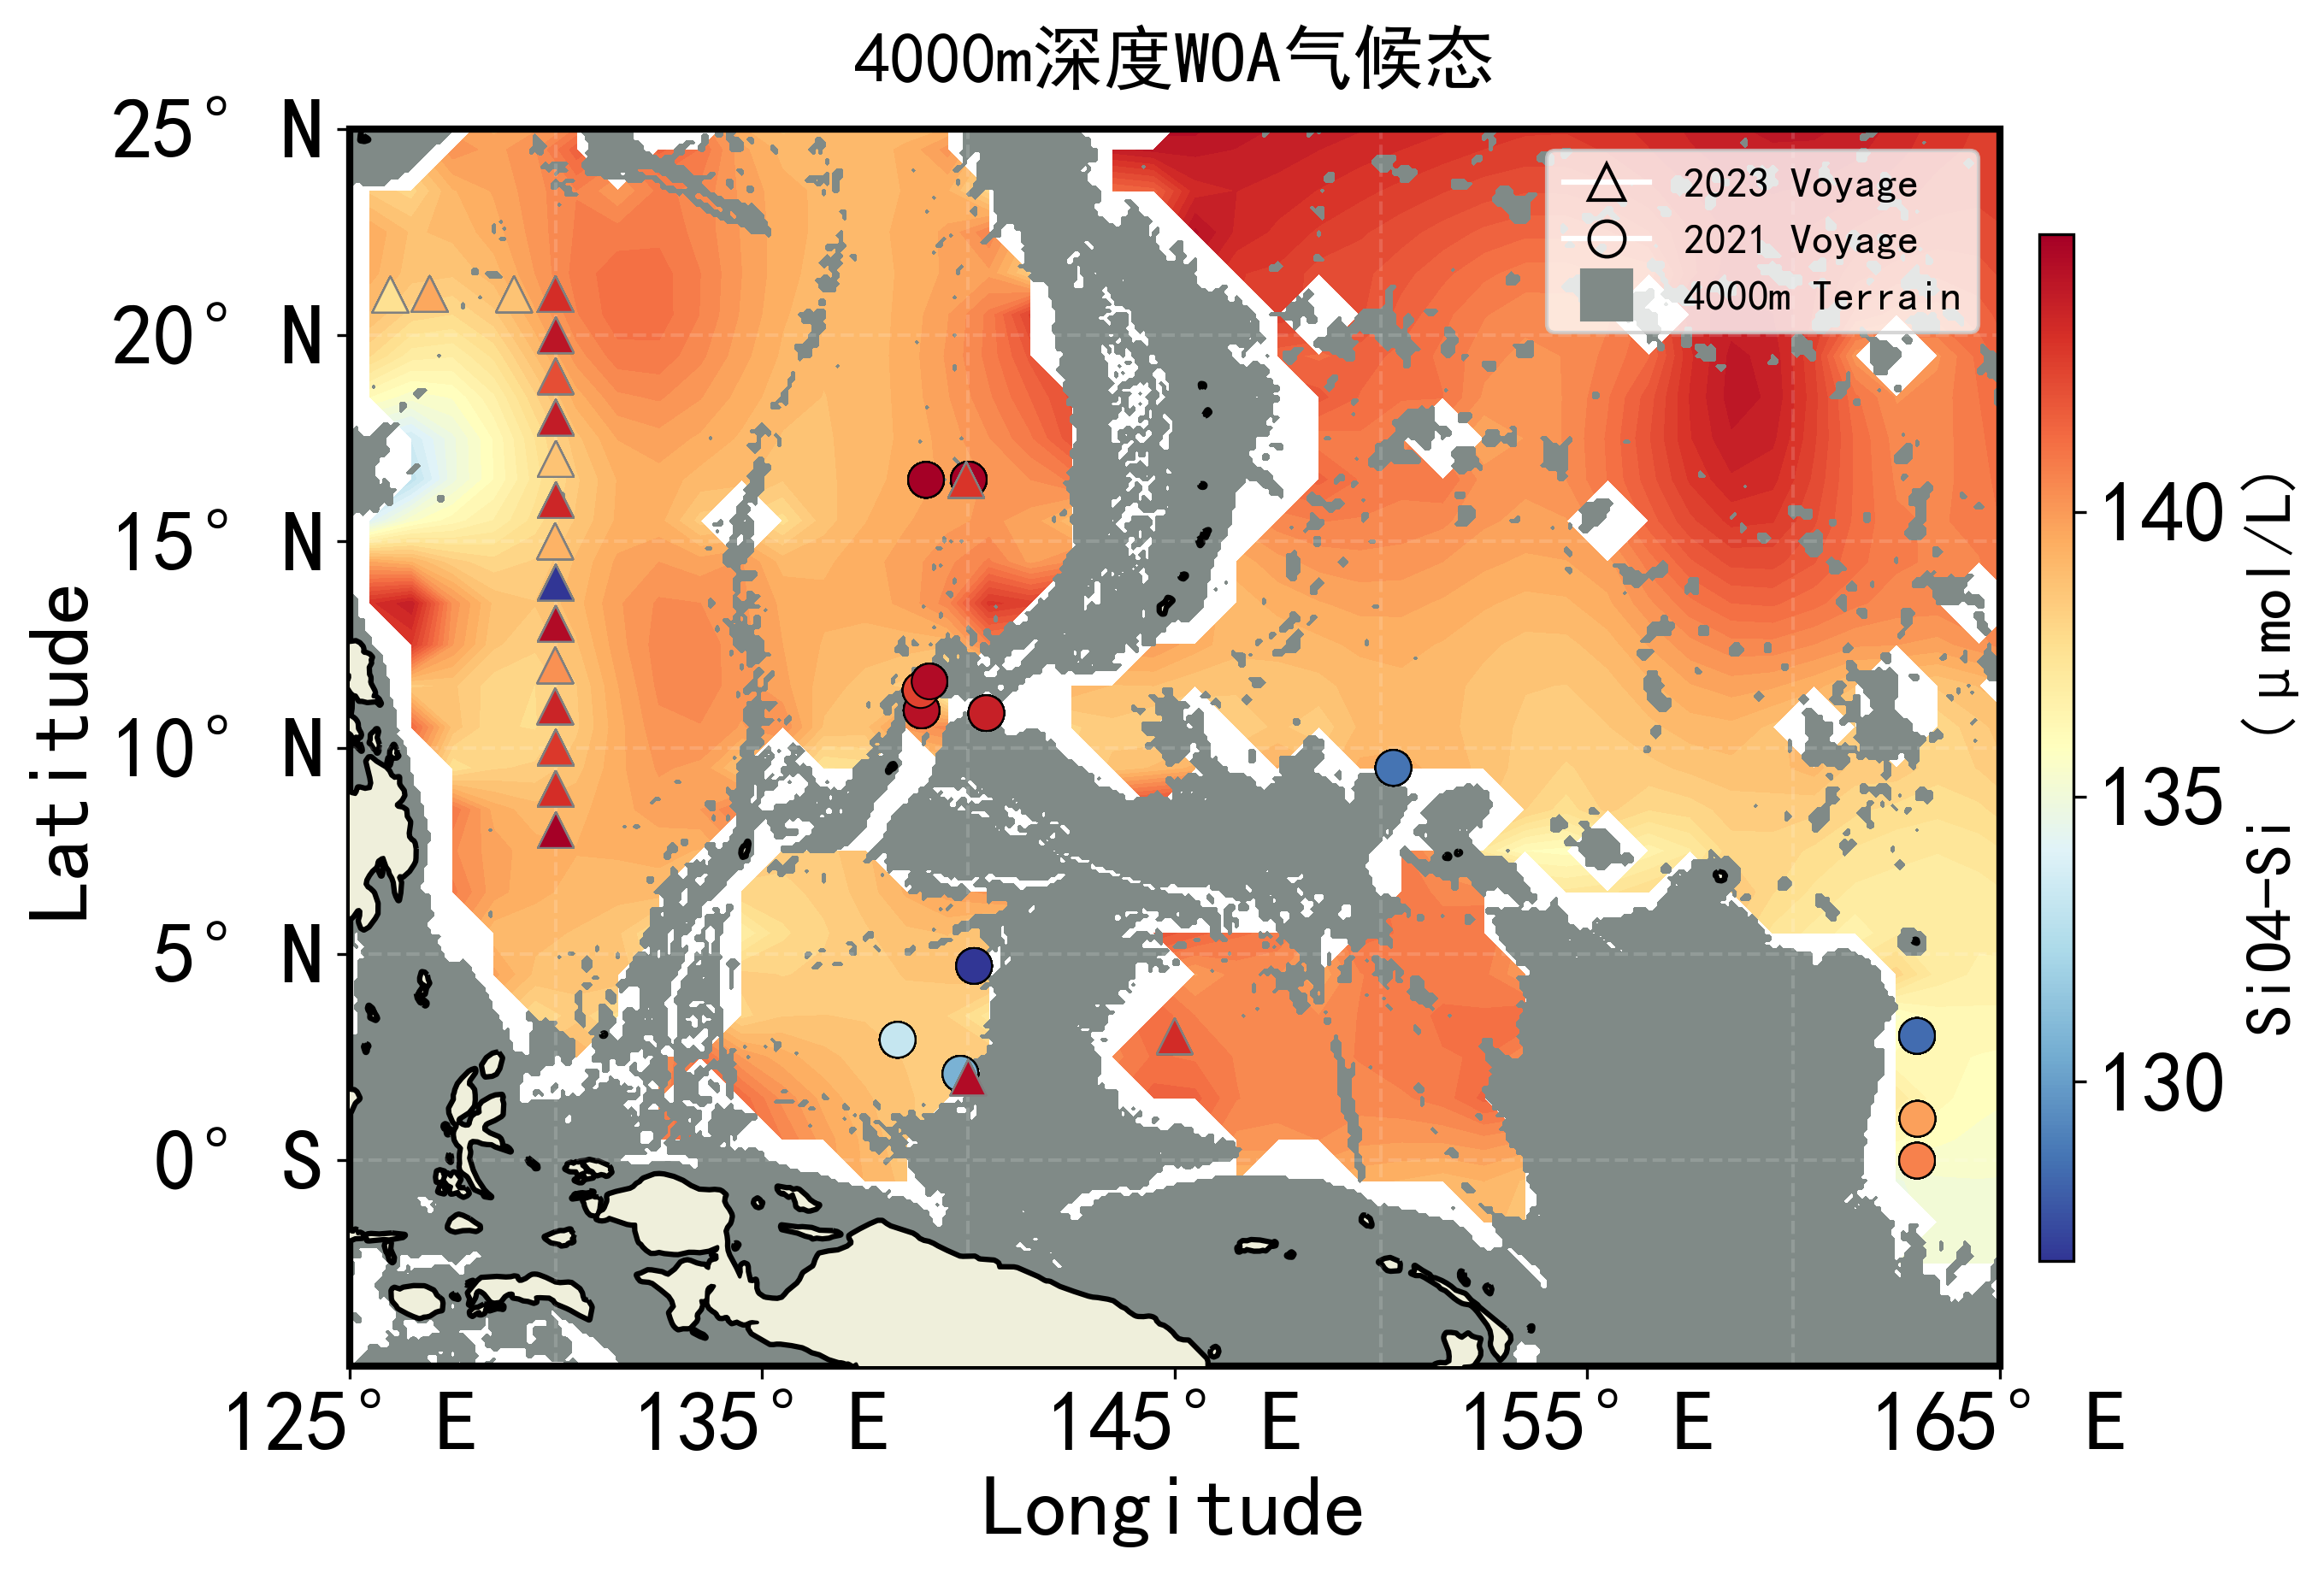 4000m深度WOA气候态
25° N
20° N
15° N
10° N
5° N
0° S
Latitude
2023 Voyage
2021 Voyage
4000m Terrain
140
135
130
SiO4-Si (μmol/L)
125° E
135° E
145° E
155° E
165° E
Longitude